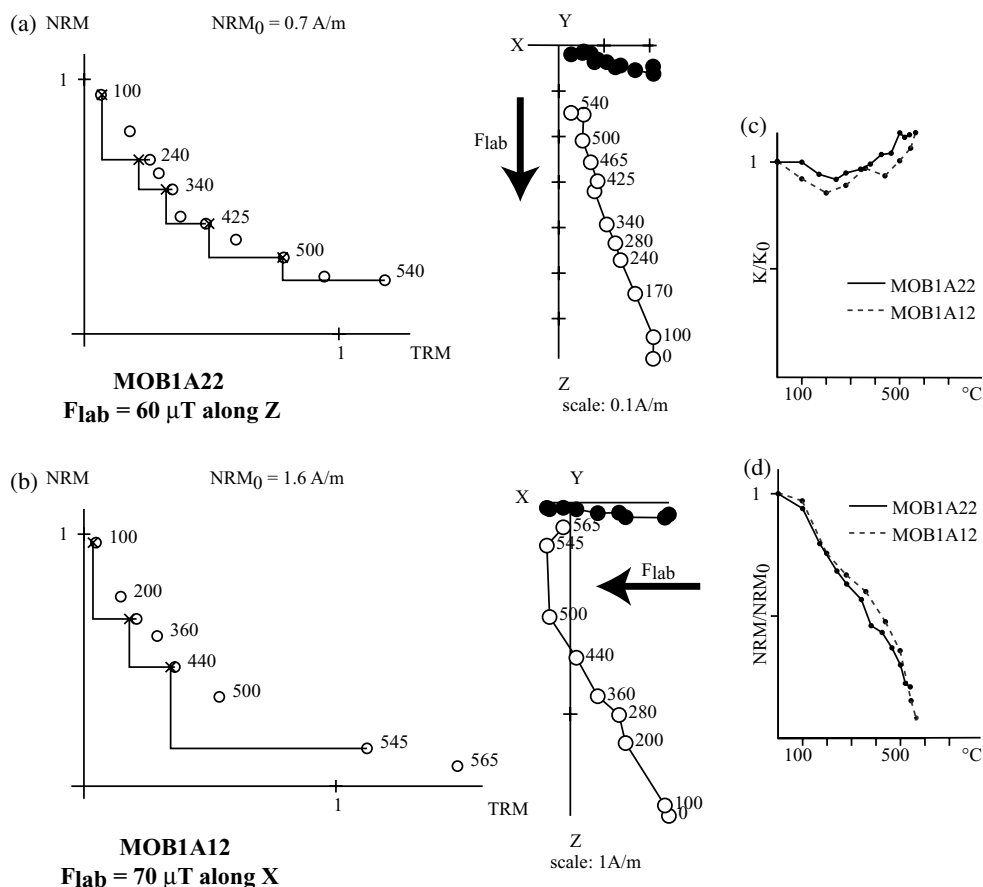 (a)
NRM
NRM0 = 0.7 A/m
1
100
240
340
425
500
540
1
TRM
MOB1A22
Flab = 60 µT along Z
Y
X
Flab
540
500
465
425
340
280
240
170
100
0
Z
scale: 0.1A/m
(c)
1
K/K0
MOB1A22
MOB1A12
100
500
°C
(b)
NRM
NRM0 = 1.6 A/m
1
100
200
360
440
500
545
565
1
TRM
MOB1A12
Flab = 70 µT along X
Y
X
565
545
Flab
500
440
360
280
200
100
0
Z
scale: 1A/m
(d)
1
NRM/NRM0
MOB1A22
MOB1A12
100
500
°C